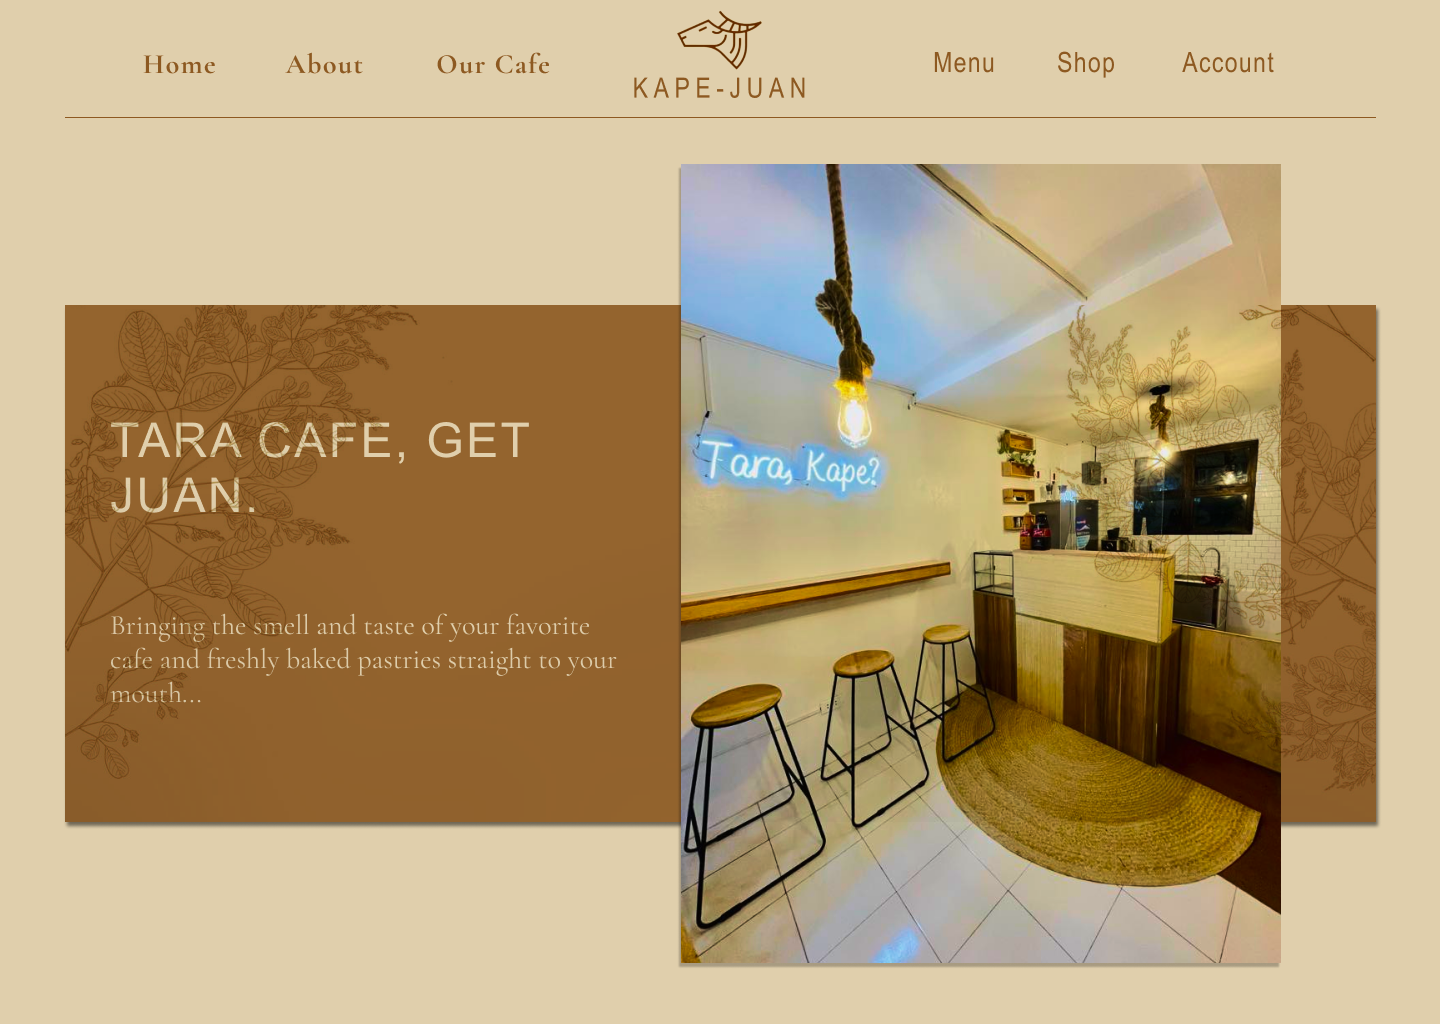 Home About Our Cafe
KAPE-JUAN
Menu Shop Account
TARA CAFE, GET
JUAN.
Bringing the smell and taste of your favorite
cafe and freshly baked pastries straight to your
mouth...
Tara, Kape?